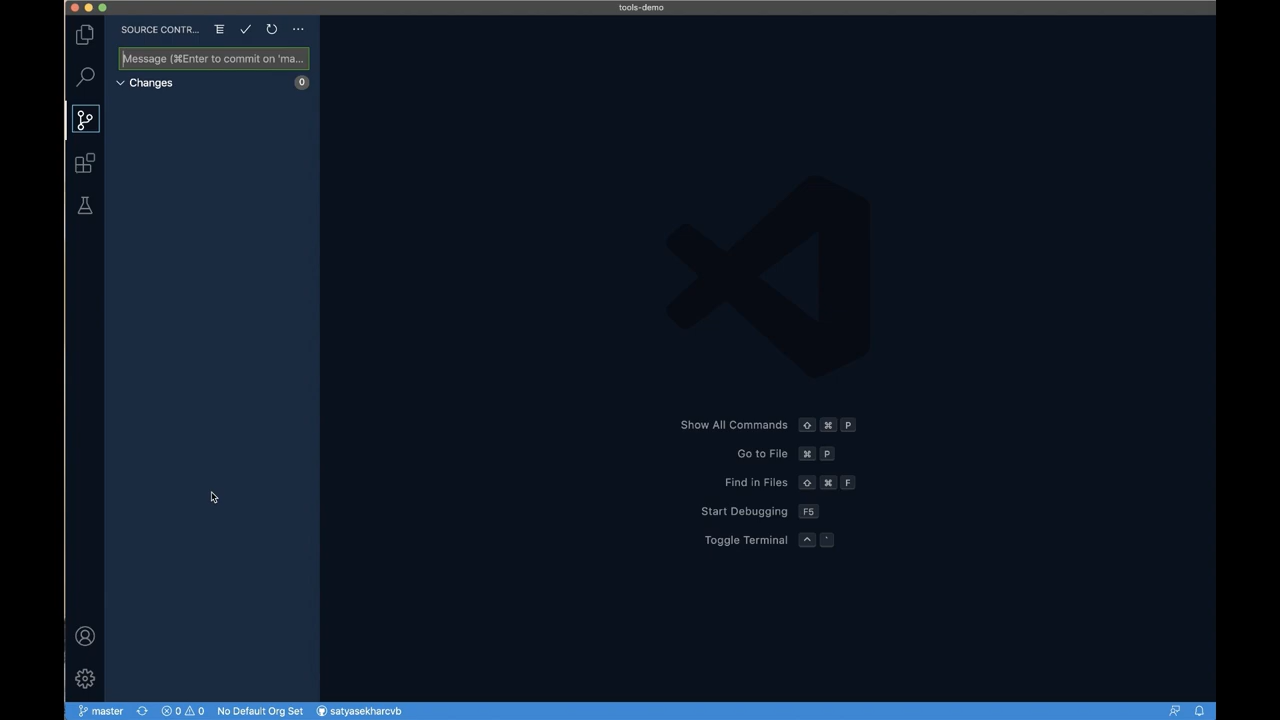 tools-demo
SOURCE CONTR...
Message (⌘Enter to commit on 'ma...
Changes 0
Show All Commands ⇧ ⌘ P
Go to File ⌘ P
Find in Files ⇧ ⌘ F
Start Debugging F5
Toggle Terminal ^ `
master 0 0 No Default Org Set satyasekharcvb